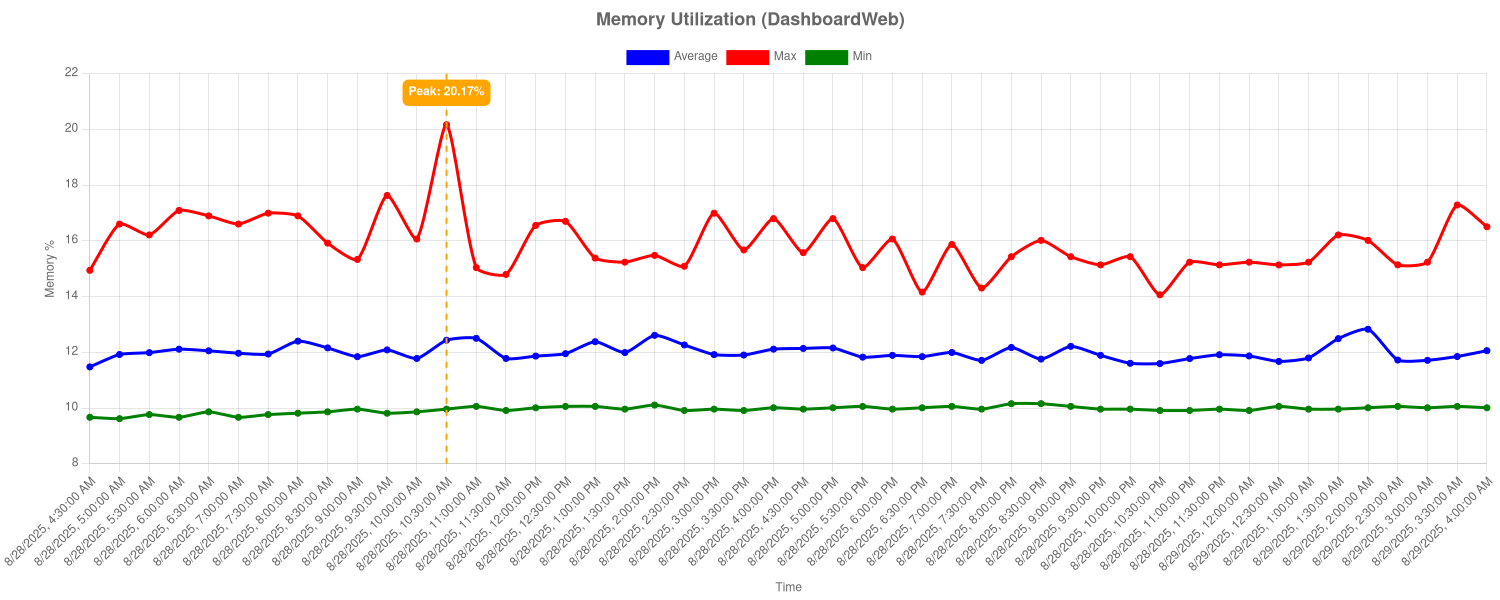 Memory Utilization (DashboardWeb)
Average Max Min
Peak: 20.17%
22
20
18
16
14
12
10
8
Memory %
8/28/2025, 4:30:00 AM
8/28/2025, 5:00:00 AM
8/28/2025, 5:30:00 AM
8/28/2025, 6:00:00 AM
8/28/2025, 6:30:00 AM
8/28/2025, 7:00:00 AM
8/28/2025, 7:30:00 AM
8/28/2025, 8:00:00 AM
8/28/2025, 8:30:00 AM
8/28/2025, 9:00:00 AM
8/28/2025, 9:30:00 AM
8/28/2025, 10:00:00 AM
8/28/2025, 10:30:00 AM
8/28/2025, 11:00:00 AM
8/28/2025, 11:30:00 AM
8/28/2025, 12:00:00 PM
8/28/2025, 12:30:00 PM
8/28/2025, 1:00:00 PM
8/28/2025, 1:30:00 PM
8/28/2025, 2:00:00 PM
8/28/2025, 2:30:00 PM
8/28/2025, 3:00:00 PM
8/28/2025, 3:30:00 PM
8/28/2025, 4:00:00 PM
8/28/2025, 4:30:00 PM
8/28/2025, 5:00:00 PM
8/28/2025, 5:30:00 PM
8/28/2025, 6:00:00 PM
8/28/2025, 6:30:00 PM
8/28/2025, 7:00:00 PM
8/28/2025, 7:30:00 PM
8/28/2025, 8:00:00 PM
8/28/2025, 8:30:00 PM
8/28/2025, 9:00:00 PM
8/28/2025, 9:30:00 PM
8/28/2025, 10:00:00 PM
8/28/2025, 10:30:00 PM
8/28/2025, 11:00:00 PM
8/28/2025, 11:30:00 PM
8/29/2025, 12:00:00 AM
8/29/2025, 12:30:00 AM
8/29/2025, 1:00:00 AM
8/29/2025, 1:30:00 AM
8/29/2025, 2:00:00 AM
8/29/2025, 2:30:00 AM
8/29/2025, 3:00:00 AM
8/29/2025, 3:30:00 AM
8/29/2025, 4:00:00 AM
Time